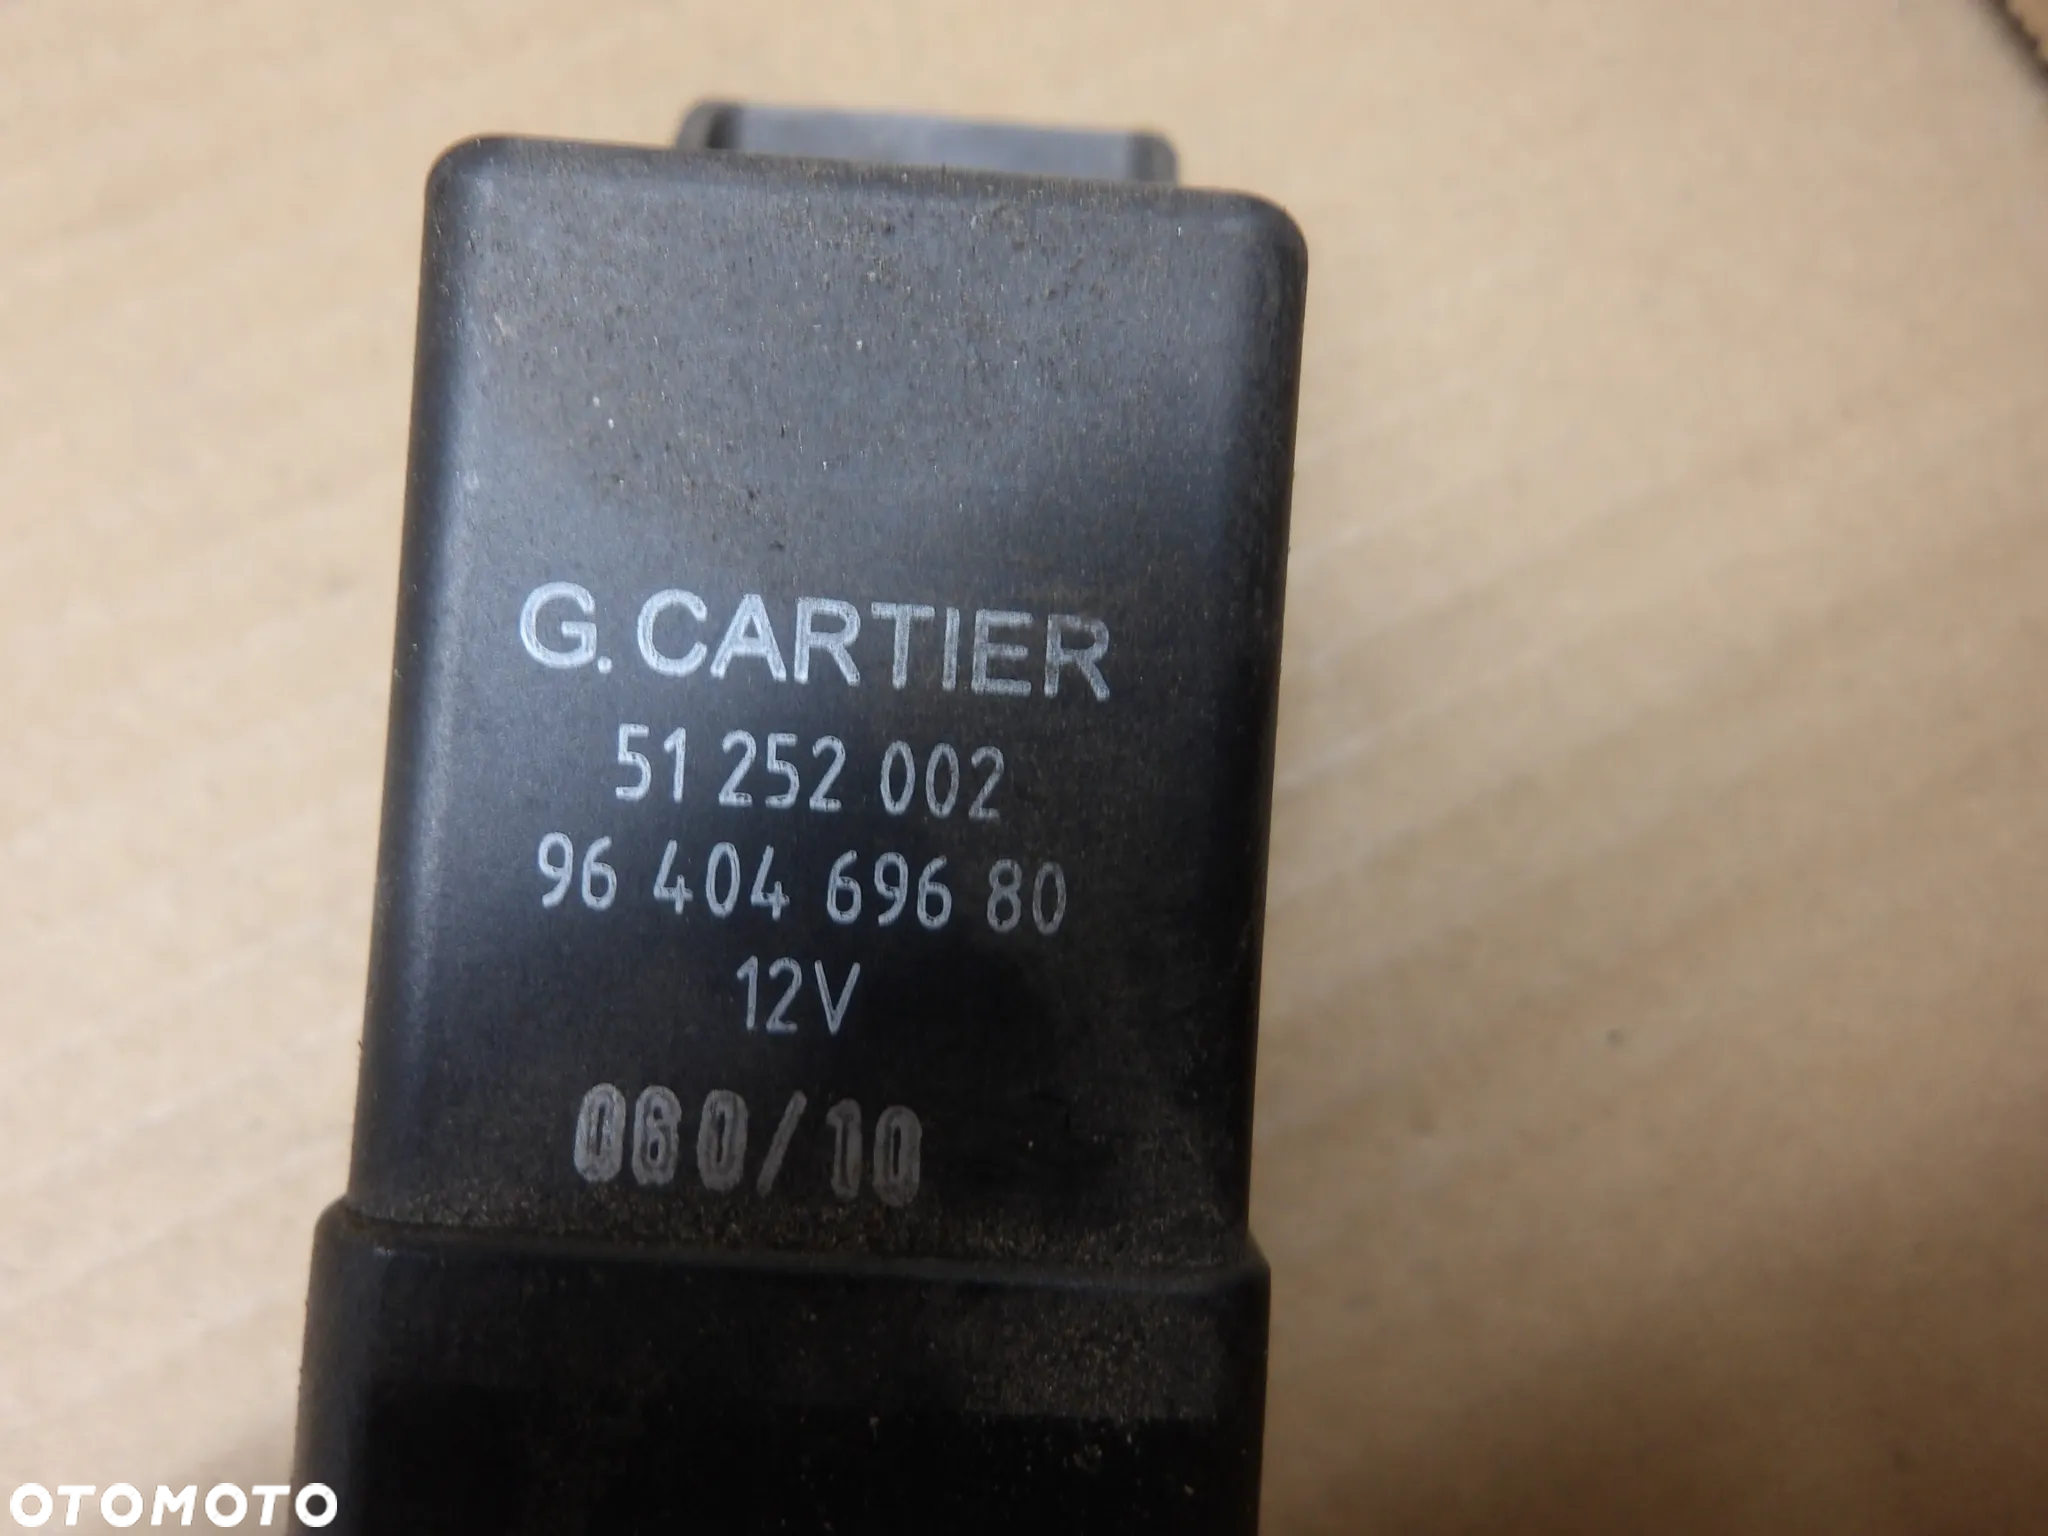 G. CARTIER
51 252 002
96 404 696 80
12V
060/10
OTOMOTO